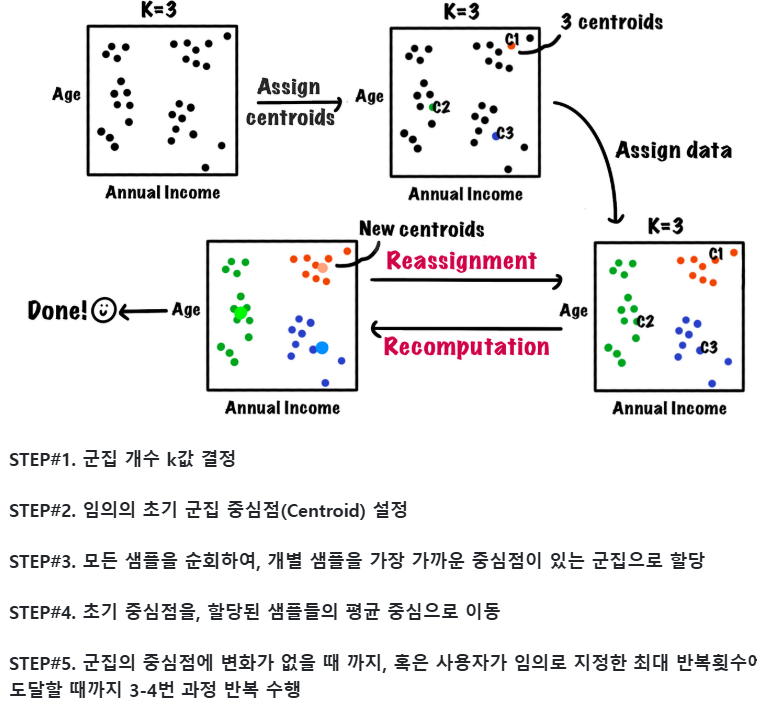 K=3
K=3
C1
3 centroids
Age
Assign
centroids
Age
C2
C3
Assign data
Annual Income
Annual Income
K=3
New centroids
Reassignment
C1
Done!
Age
Age
C2
Recomputation
C3
Annual Income
Annual Income
STEP#1. 군집 개수 k값 결정
STEP#2. 임의의 초기 군집 중심점(Centroid) 설정
STEP#3. 모든 샘플을 순회하여, 개별 샘플을 가장 가까운 중심점이 있는 군집으로 할당
STEP#4. 초기 중심점을, 할당된 샘플들의 평균 중심으로 이동
STEP#5. 군집의 중심점에 변화가 없을 때 까지, 혹은 사용자가 임의로 지정한 최대 반복횟수에
도달할 때까지 3-4번 과정 반복 수행